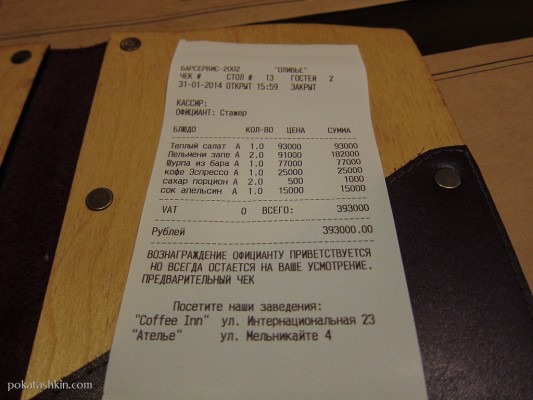 БАРСЕРВИС-2002 "ОЛИВЬЕ"
ЧЕК # СТОЛ # 13 ГОСТЕЙ 2
31-01-2014 ОТКРЫТ 15:59 ЗАКРЫТ
КАССИР:
ОФИЦИАНТ: Стажер
БЛЮДО КОЛ-ВО ЦЕНА СУММА
Теплый салат А 1.0 93000 93000
Пельмени запе А 2.0 91000 182000
Шурпа из бара А 1.0 77000 77000
кофе Эспрессо А 1.0 25000 25000
сахар порцион А 2.0 500 1000
сок апельсин А 1.0 15000 15000
VAT 0 ВСЕГО: 393000
Рублей 393000.00
ВОЗНАГРАЖДЕНИЕ ОФИЦИАНТУ ПРИВЕТСТВУЕТСЯ
НО ВСЕГДА ОСТАЕТСЯ НА ВАШЕ УСМОТРЕНИЕ.
ПРЕДВАРИТЕЛЬНЫЙ ЧЕК
Посетите наши заведения:
"Coffee Inn" ул. Интернациональная 23
"Ателье" ул. Мельникайте 4
pokatashkin.com